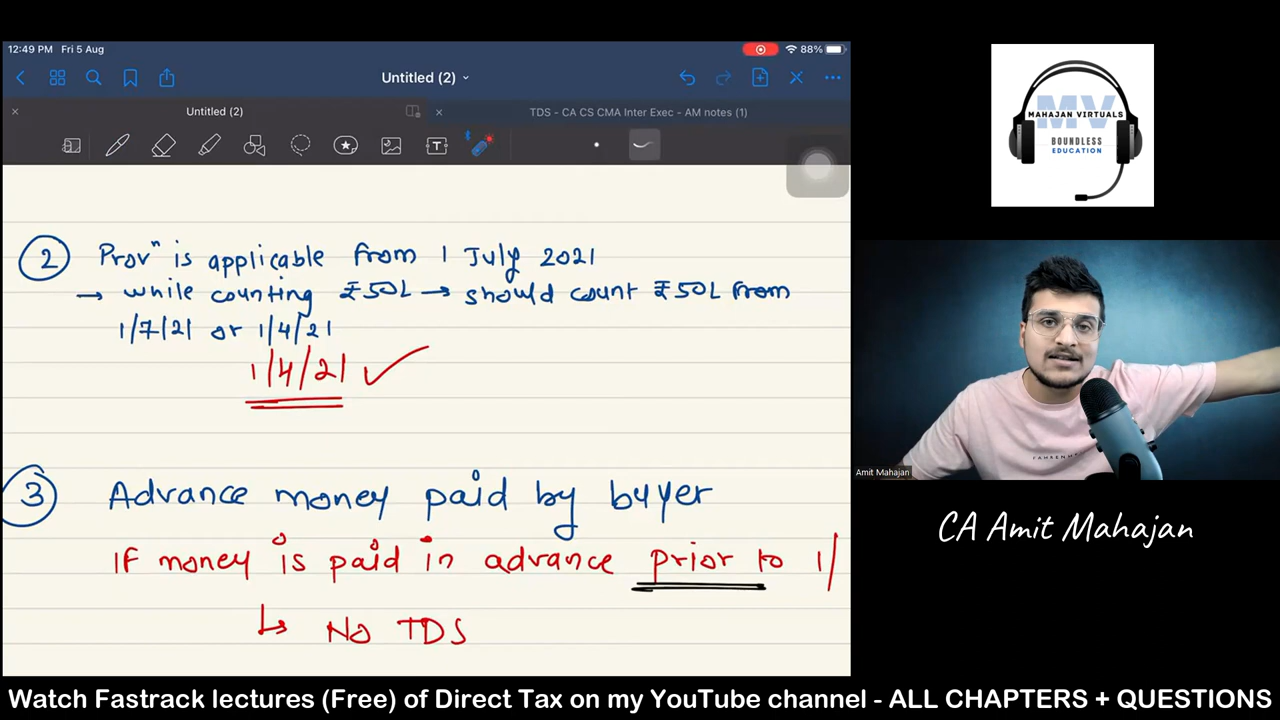 12:49 PM Fri 5 Aug
88%
Untitled (2)
Untitled (2)
TDS - CA CS CMA Inter Exec - AM notes (1)
2 Provn is applicable from 1 July 2021
→ while counting ₹50L → should count ₹50L from
1/7/21 or 1/4/21
1/4/21 ✓
3 Advance money paid by buyer
If money is paid in advance prior to 1/
↳ No TDS
MV
MAHAJAN VIRTUALS
BOUNDLESS
EDUCATION
Amit Mahajan
CA Amit Mahajan
Watch Fastrack lectures (Free) of Direct Tax on my YouTube channel - ALL CHAPTERS + QUESTIONS